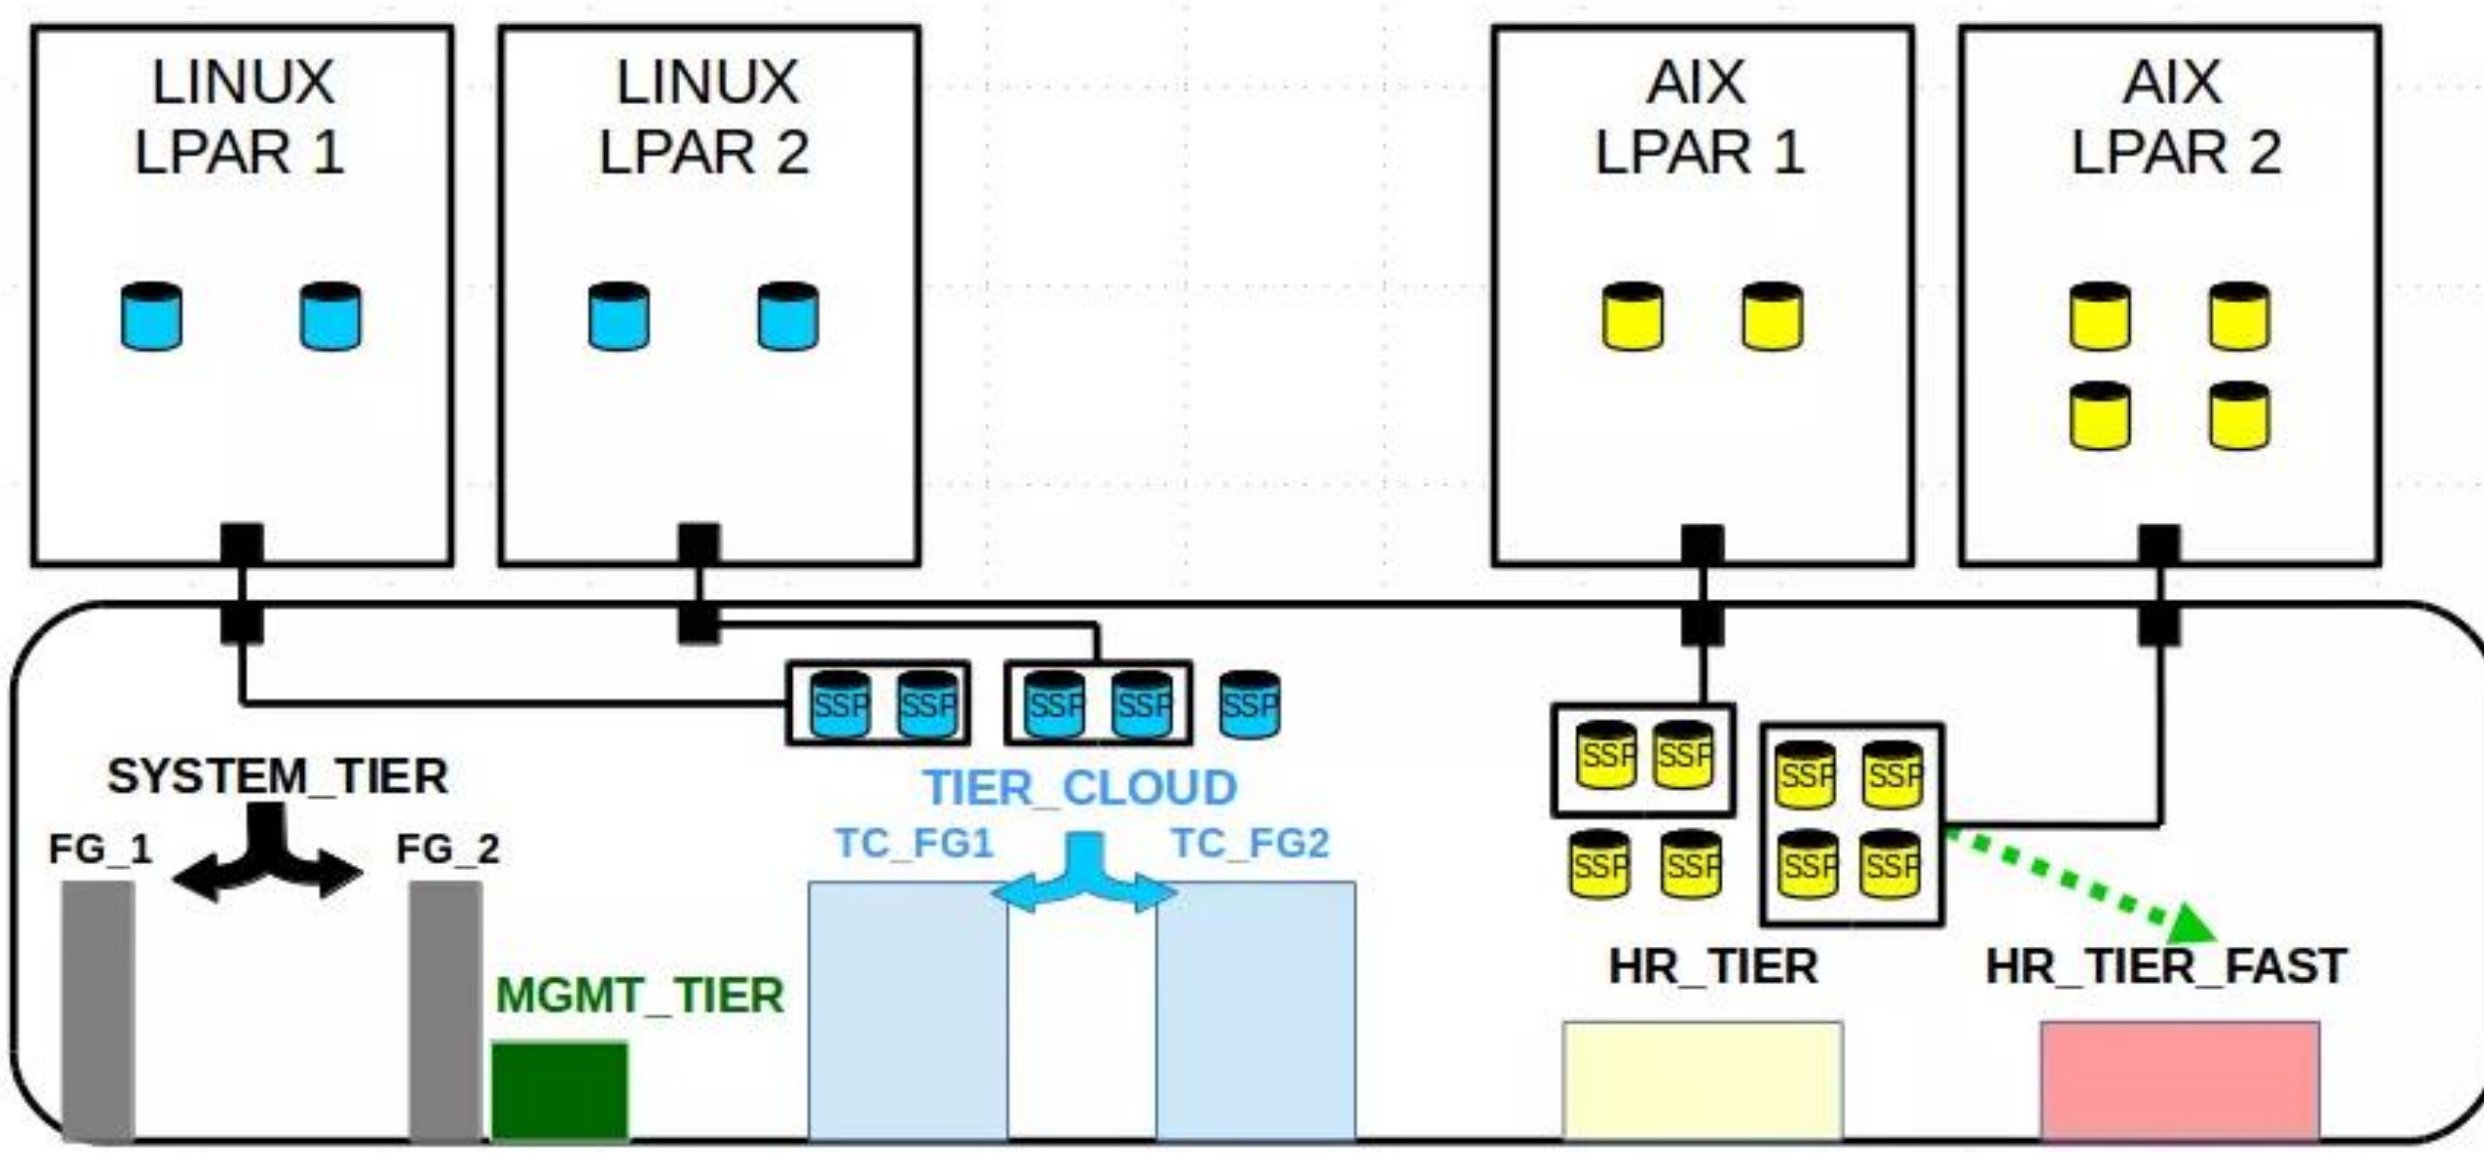 LINUX
LPAR 1
LINUX
LPAR 2
AIX
LPAR 1
AIX
LPAR 2
SSP SSP SSP SSP SSP
SSP SSP
SSP SSP
SSP SSP
SSP SSP
SYSTEM_TIER
FG_1
FG_2
MGMT_TIER
TIER_CLOUD
TC_FG1
TC_FG2
HR_TIER
HR_TIER_FAST